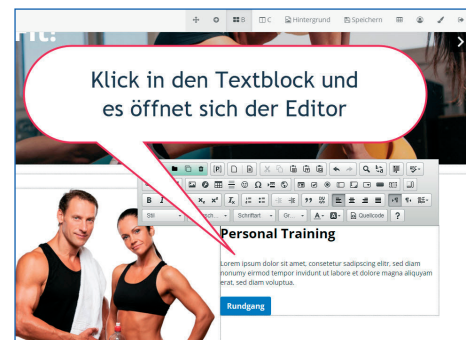 B C Hintergrund Speichern
Fit!
Klick in den Textblock und
es öffnet sich der Editor
Stil Schriftart Gr... A A Quellcode ?
Personal Training
Lorem ipsum dolor sit amet, consetetur sadipscing elitr, sed diam
nonumy eirmod tempor invidunt ut labore et dolore magna aliquyam
erat, sed diam voluptua.
Rundgang